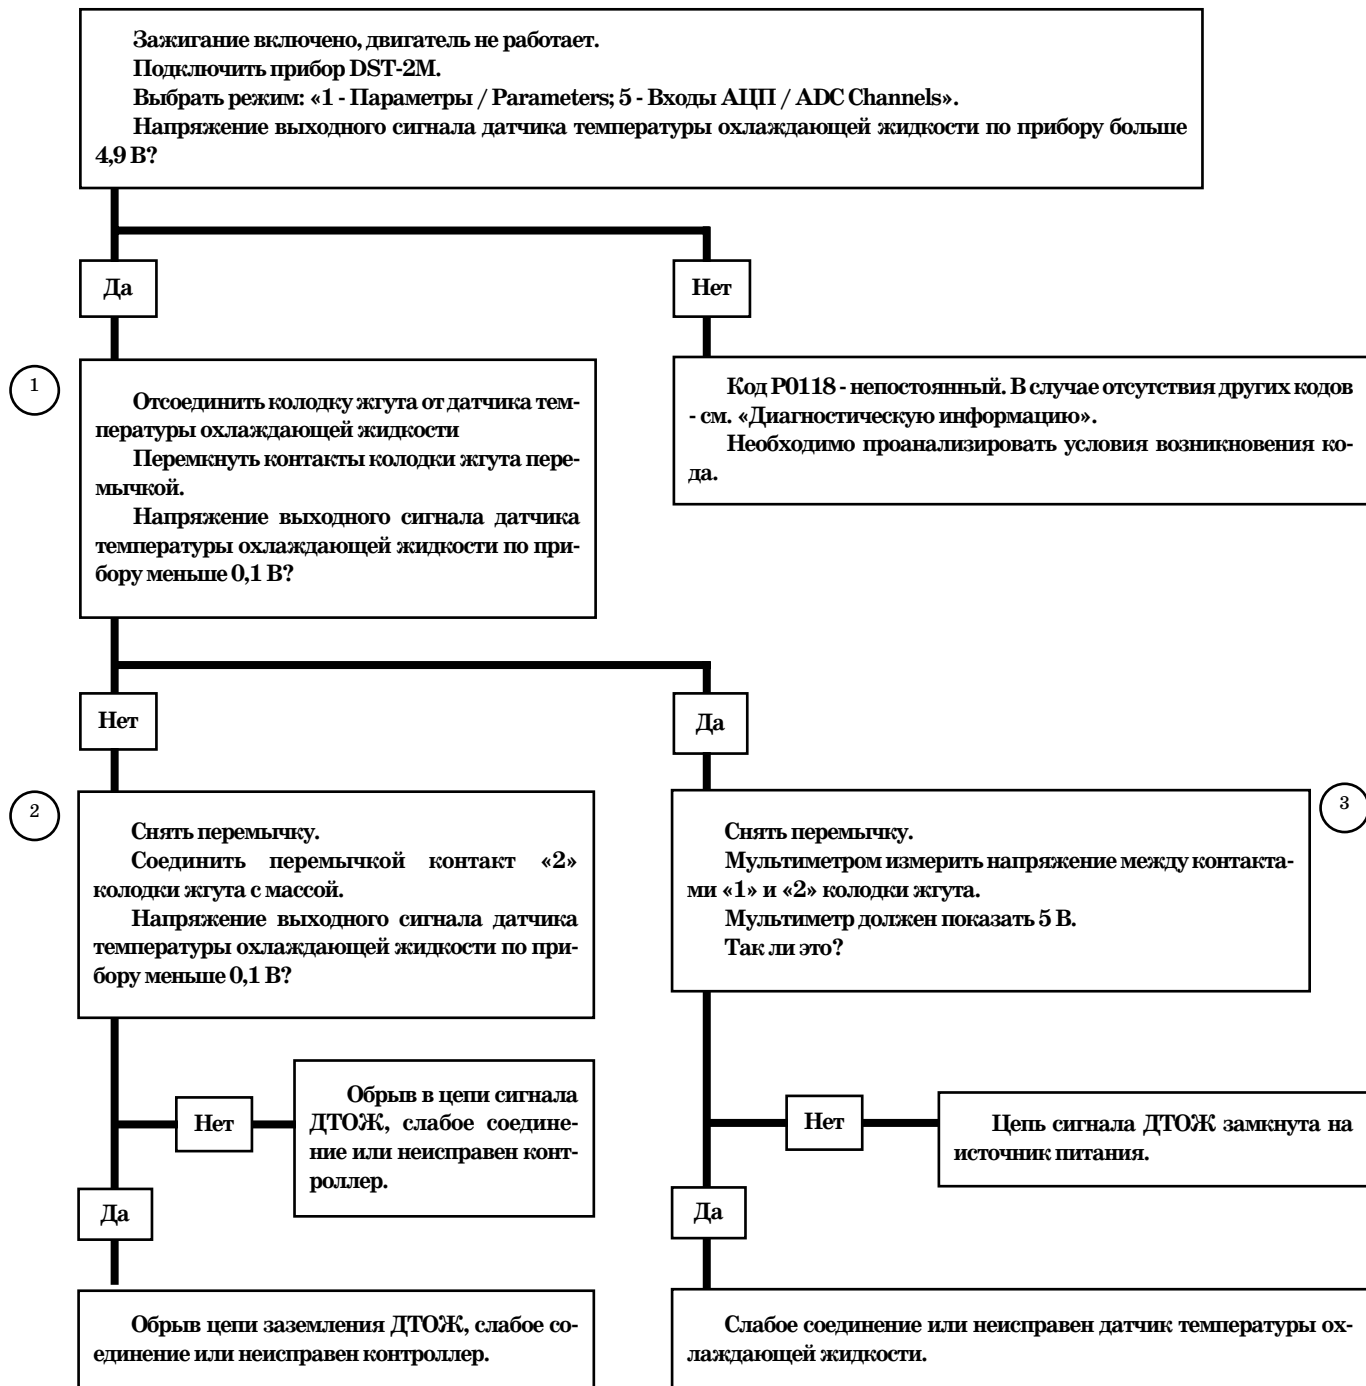 Зажигание включено, двигатель не работает.
Подключить прибор DST-2M.
Выбрать режим: «1 - Параметры / Parameters; 5 - Входы АЦП / ADC Channels».
Напряжение выходного сигнала датчика температуры охлаждающей жидкости по прибору больше
4,9 В?
Да
Нет
1
Отсоединить колодку жгута от датчика тем-
пературы охлаждающей жидкости
Перемкнуть контакты колодки жгута пере-
мычкой.
Напряжение выходного сигнала датчика
температуры охлаждающей жидкости по при-
бору меньше 0,1 В?
Код Р0118 - непостоянный. В случае отсутствия других кодов
- см. «Диагностическую информацию».
Необходимо проанализировать условия возникновения ко-
да.
Нет
Да
2
Снять перемычку.
Соединить перемычкой контакт «2»
колодки жгута с массой.
Напряжение выходного сигнала датчика
температуры охлаждающей жидкости по при-
бору меньше 0,1 В?
3
Снять перемычку.
Мультиметром измерить напряжение между контакта-
ми «1» и «2» колодки жгута.
Мультиметр должен показать 5 В.
Так ли это?
Нет
Обрыв в цепи сигнала
ДТОЖ, слабое соедине-
ние или неисправен конт-
роллер.
Нет
Цепь сигнала ДТОЖ замкнута на
источник питания.
Да
Да
Обрыв цепи заземления ДТОЖ, слабое со-
единение или неисправен контроллер.
Слабое соединение или неисправен датчик температуры ох-
лаждающей жидкости.